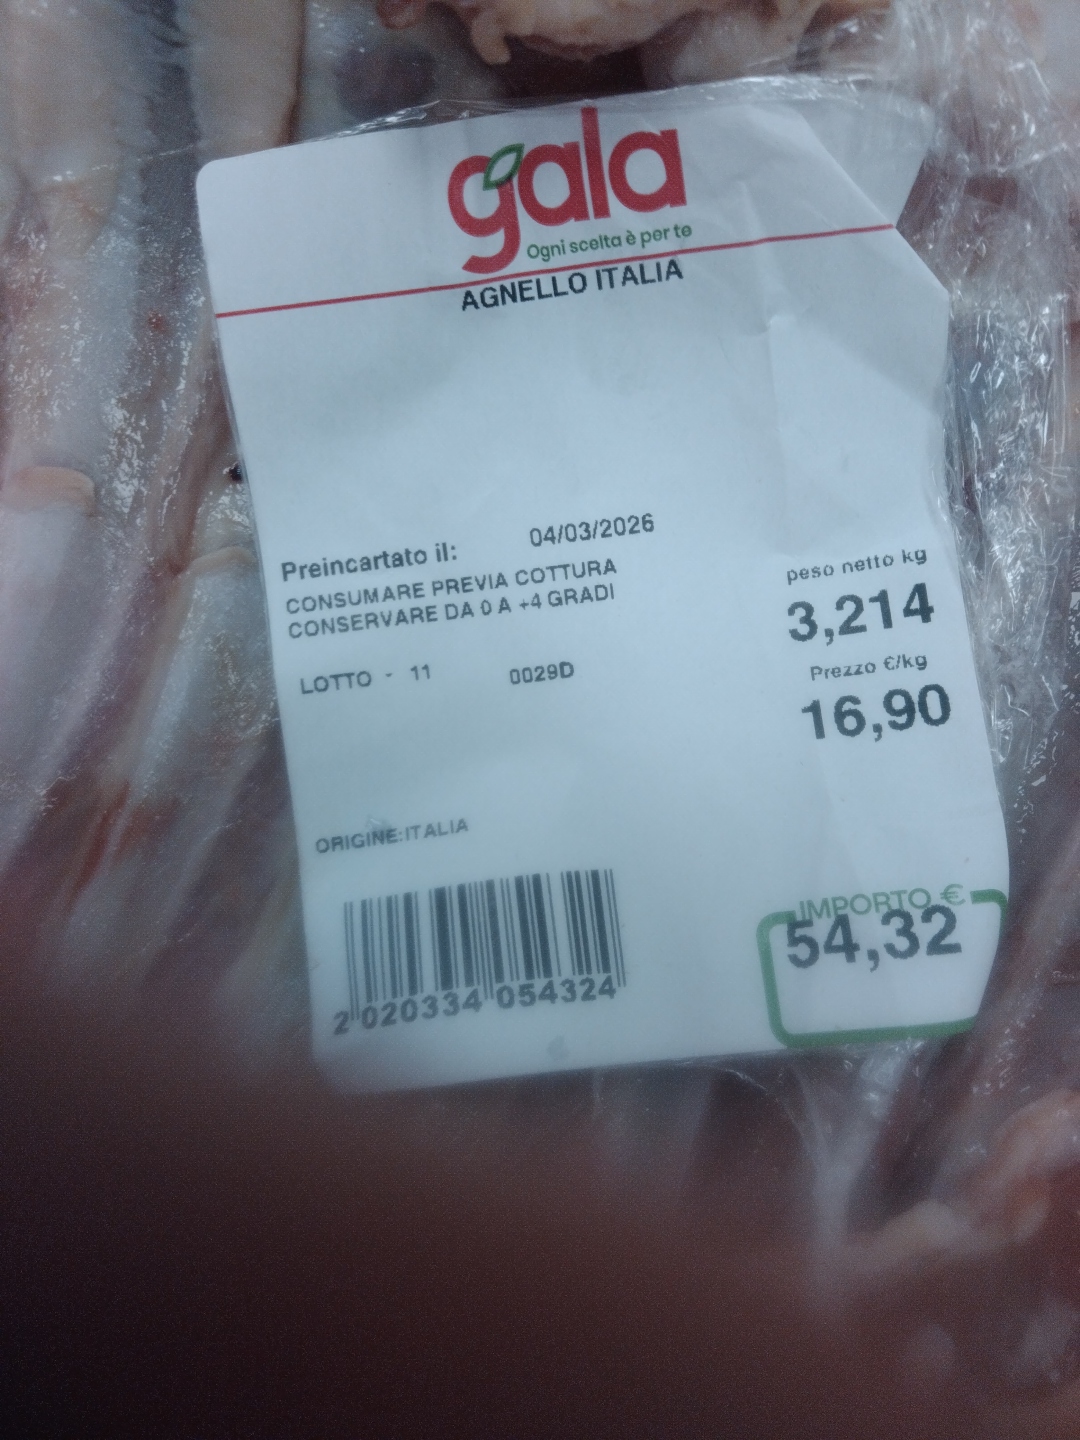 gala
Ogni scelta è per te
AGNELLO ITALIA
Preincartato il: 04/03/2026
CONSUMARE PREVIA COTTURA
CONSERVARE DA 0 A +4 GRADI
LOTTO - 11 0029D
peso netto kg
3,214
Prezzo €/kg
16,90
ORIGINE:ITALIA
2 020334 054324
IMPORTO €
54,32